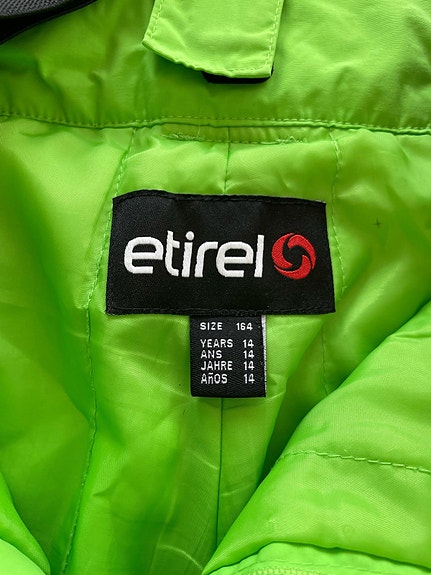 etirel
SIZE 164
YEARS 14
ANS 14
JAHRE 14
AñOS 14